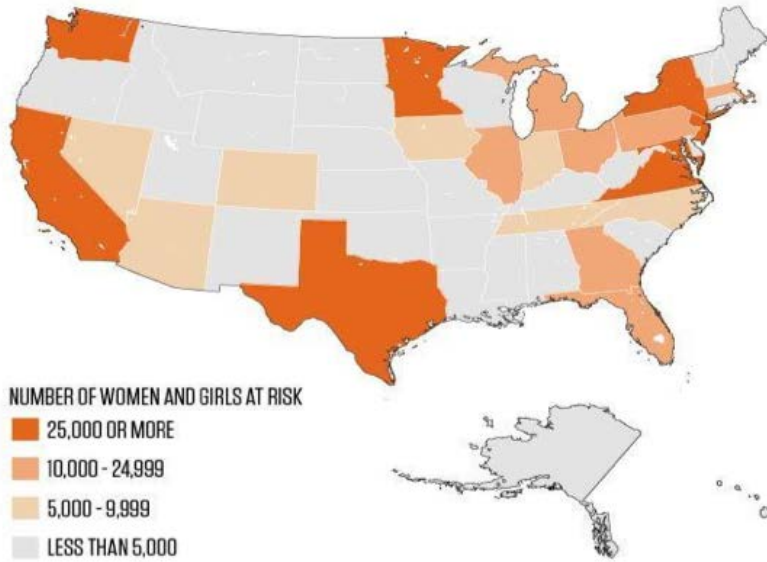 NUMBER OF WOMEN AND GIRLS AT RISK
25,000 OR MORE
10,000 - 24,999
5,000 - 9,999
LESS THAN 5,000